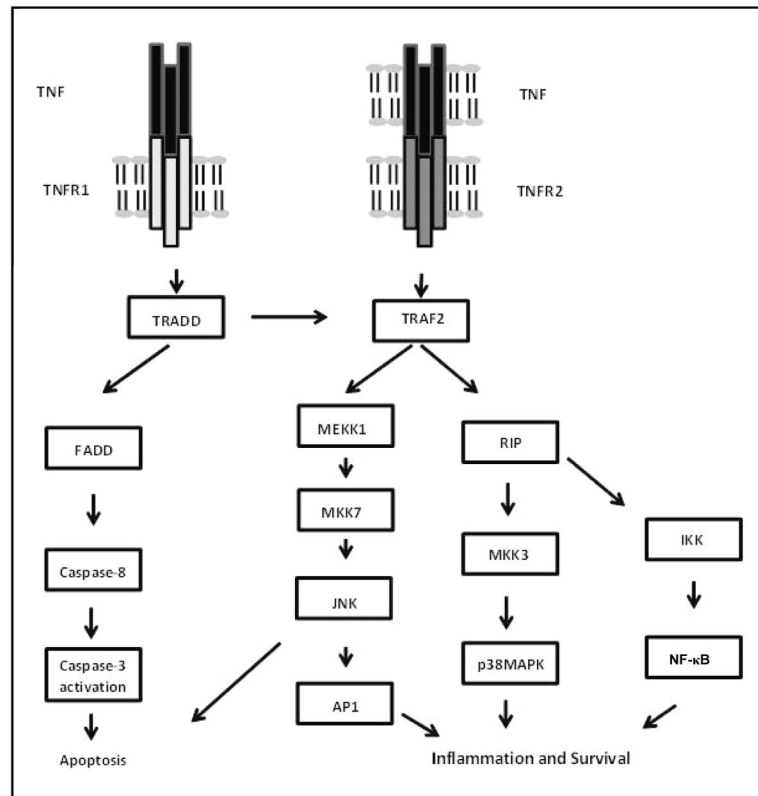 TNF
TNF
TNFR1
TNFR2
TRADD
TRAF2
MEKK1
RIP
FADD
MKK7
IKK
MKK3
Caspase-8
JNK
Caspase-3
activation
p38MAPK
NF-κB
AP1
Apoptosis
Inflammation and Survival